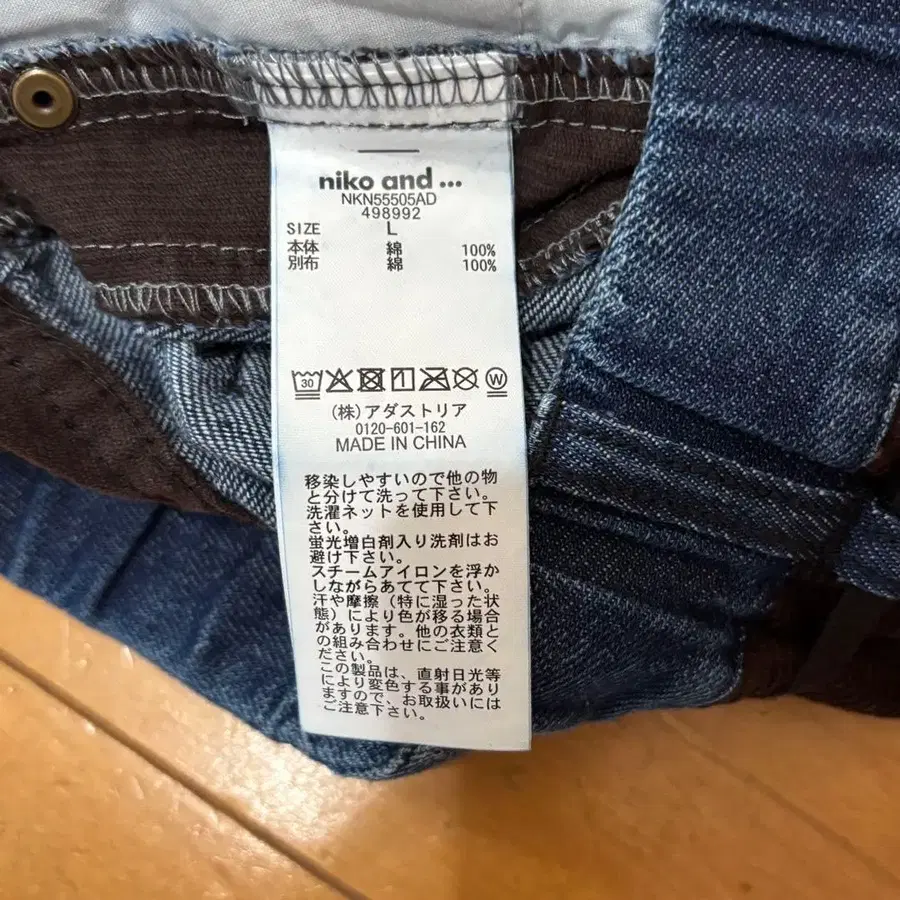 niko and ...
NKN55505AD
498992
SIZE L
本体 綿 100%
別布 綿 100%
30 W
(株)アダストリア
0120-601-162
MADE IN CHINA
移染しやすいので他の物
と分けて洗って下さい。
洗濯ネットを使用して下
さい。
蛍光増白剤入り洗剤はお
避け下さい。
スチームアイロンを浮か
しながらあてて下さい。
汗や摩擦（特に湿った状
態）により色が移る場合
があります。他の衣類と
の組み合わせにご注意く
ださい。
この製品は、直射日光等
により変色する事があり
ますので、お取扱いには
ご注意下さい。